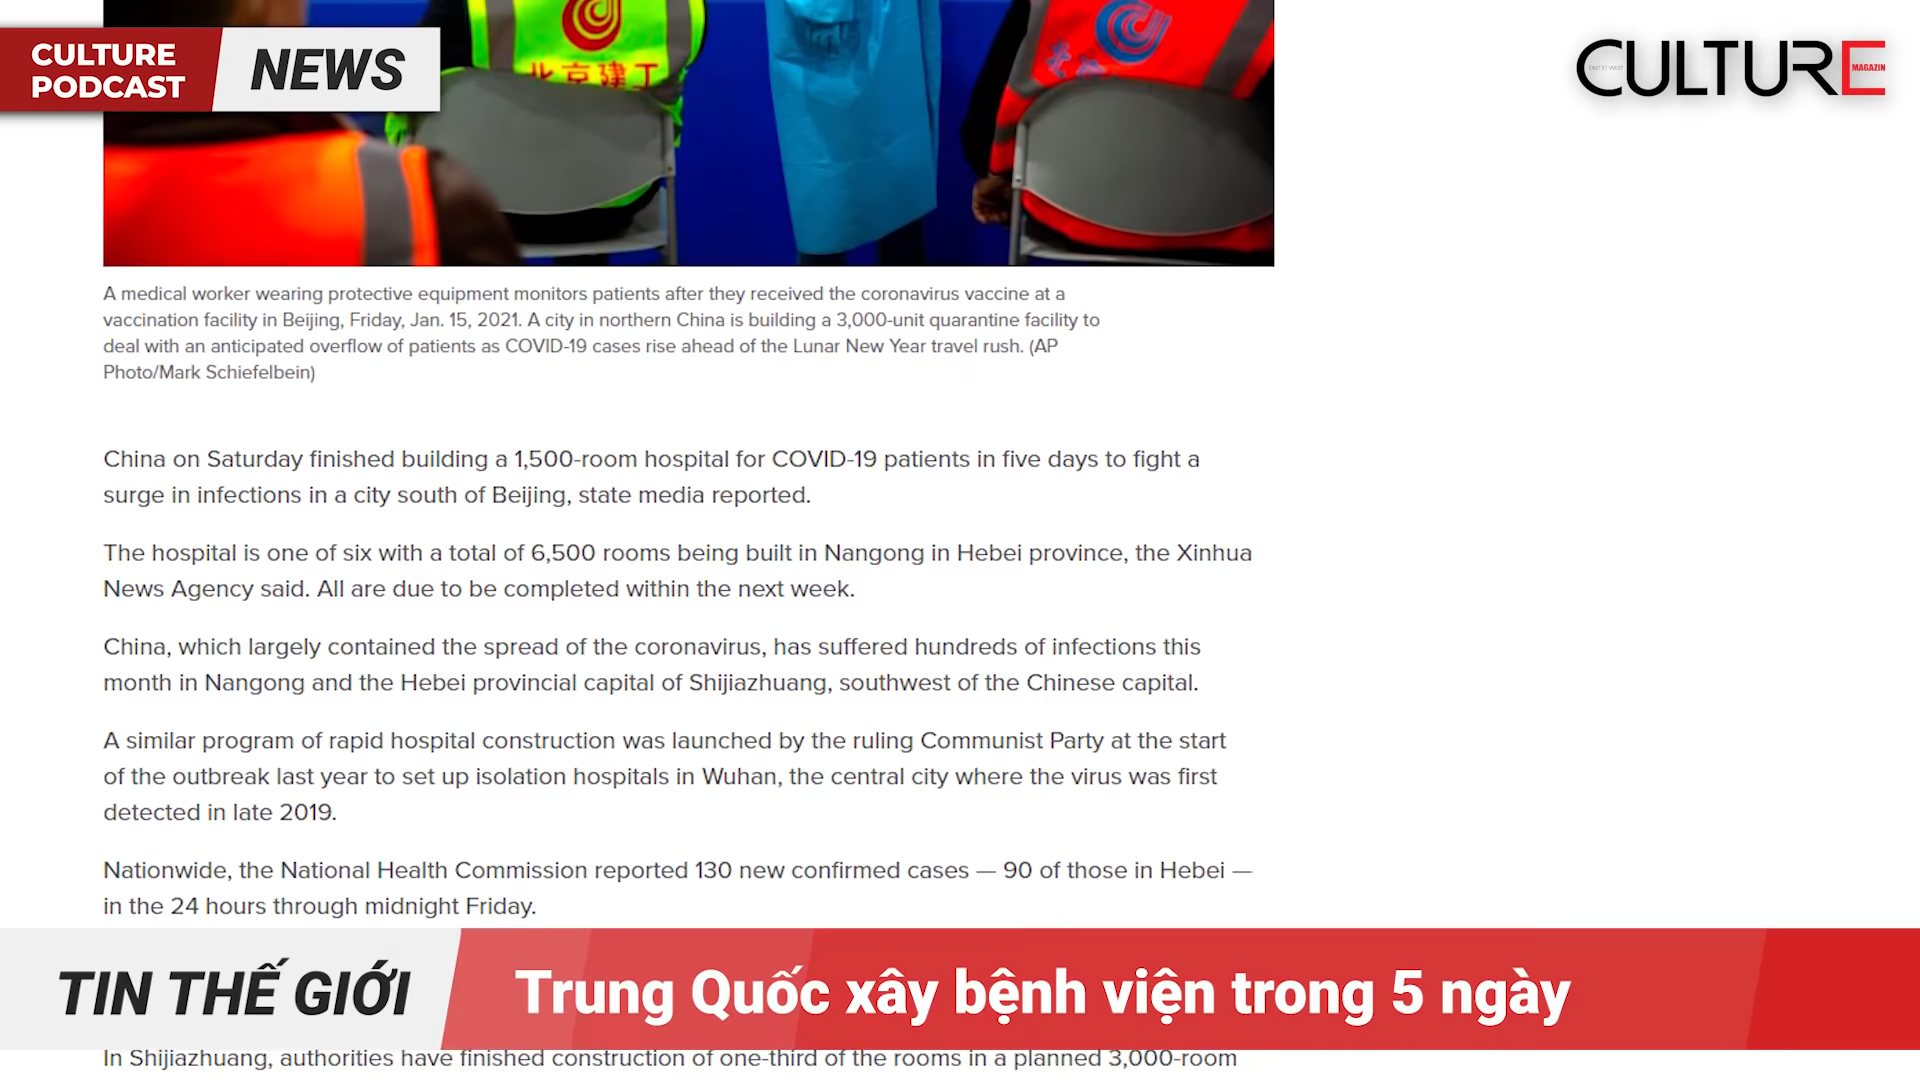 CULTURE
PODCAST
NEWS
北京建工
CULTURE
EAST ET WEST
MAGAZIN
A medical worker wearing protective equipment monitors patients after they received the coronavirus vaccine at a
vaccination facility in Beijing, Friday, Jan. 15, 2021. A city in northern China is building a 3,000-unit quarantine facility to
deal with an anticipated overflow of patients as COVID-19 cases rise ahead of the Lunar New Year travel rush. (AP
Photo/Mark Schiefelbein)
China on Saturday finished building a 1,500-room hospital for COVID-19 patients in five days to fight a
surge in infections in a city south of Beijing, state media reported.
The hospital is one of six with a total of 6,500 rooms being built in Nangong in Hebei province, the Xinhua
News Agency said. All are due to be completed within the next week.
China, which largely contained the spread of the coronavirus, has suffered hundreds of infections this
month in Nangong and the Hebei provincial capital of Shijiazhuang, southwest of the Chinese capital.
A similar program of rapid hospital construction was launched by the ruling Communist Party at the start
of the outbreak last year to set up isolation hospitals in Wuhan, the central city where the virus was first
detected in late 2019.
Nationwide, the National Health Commission reported 130 new confirmed cases — 90 of those in Hebei —
in the 24 hours through midnight Friday.
TIN THẾ GIỚI
Trung Quốc xây bệnh viện trong 5 ngày
In Shijiazhuang, authorities have finished construction of one-third of the rooms in a planned 3,000-room